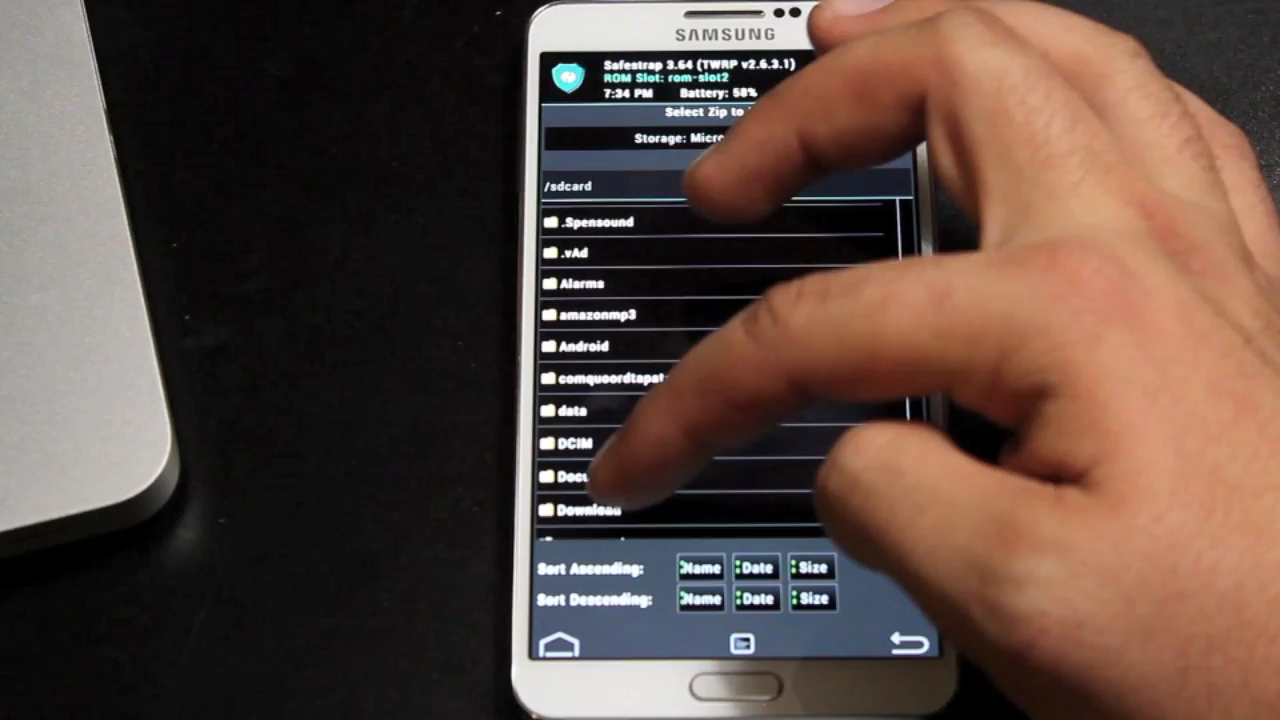 SAMSUNG
Safestrap 3.64 (TWRP v2.6.3.1)
ROM Slot: rom-slot2
7:34 PM Battery: 58%
Select Zip to
Storage:
/sdcard
.Spensound
.vAd
Alarms
amazonmp3
Android
comquoordtapat
data
DCIM
Download
Sort Ascending: Name Date Size
Sort Descending: Name Date Size